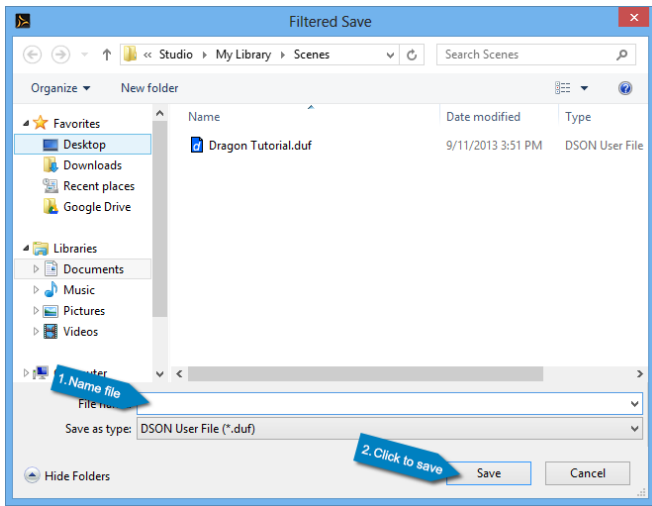 Filtered Save
« Studio My Library Scenes
Search Scenes
Organize New folder
Name Date modified Type
Favorites
Desktop
Downloads
Recent places
Google Drive
Libraries
Documents
Music
Pictures
Videos
Dragon Tutorial.duf 9/11/2013 3:51 PM DSON User File
1. Name file
File
Save as type: DSON User File (*.duf)
2. Click to save
Hide Folders
Save Cancel